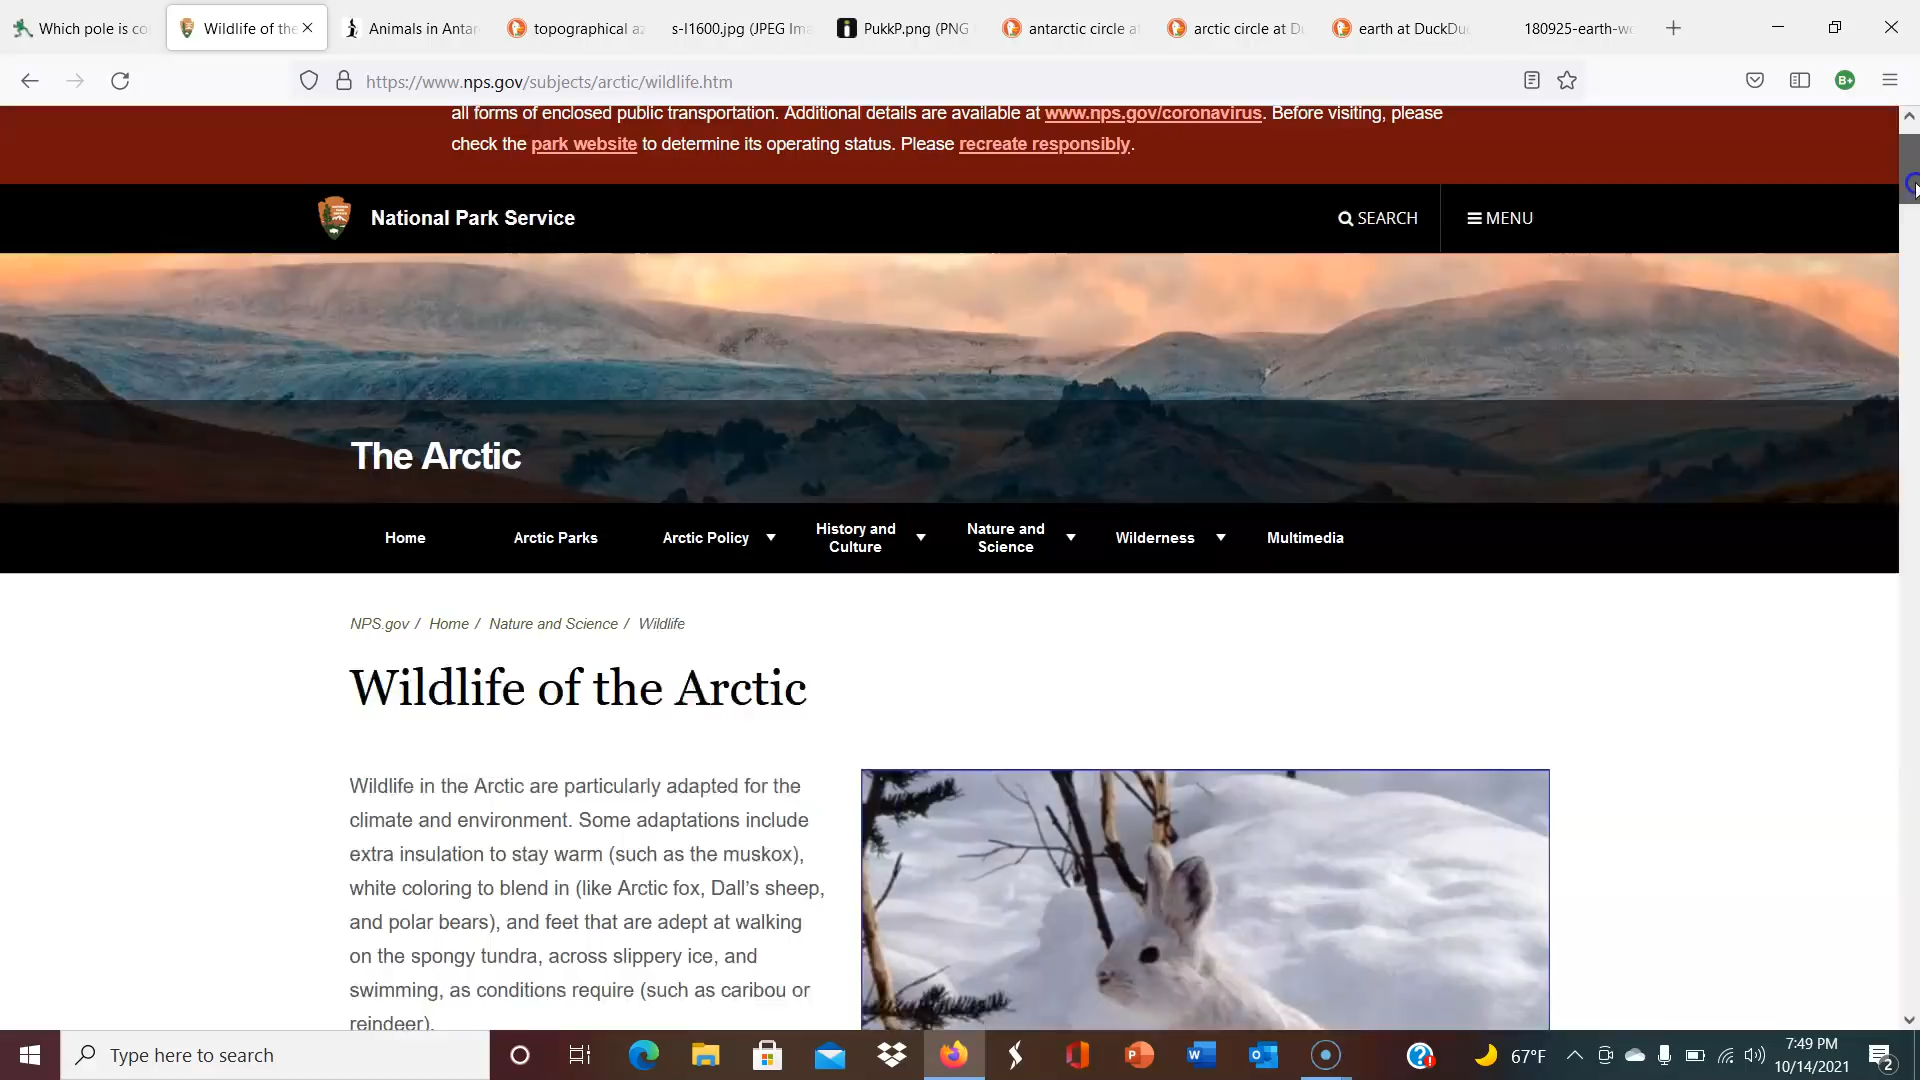 Which pole is co
Wildlife of the
Animals in Antar
topographical az
s-l1600.jpg (JPEG Ima
PukkP.png (PNG
antarctic circle at
arctic circle at Du
earth at DuckDuc
180925-earth-wo
https://www.nps.gov/subjects/arctic/wildlife.htm
all forms of enclosed public transportation. Additional details are available at www.nps.gov/coronavirus. Before visiting, please
check the park website to determine its operating status. Please recreate responsibly.
National Park Service
SEARCH
MENU
The Arctic
Home
Arctic Parks
Arctic Policy
History and
Culture
Nature and
Science
Wilderness
Multimedia
NPS.gov / Home / Nature and Science / Wildlife
Wildlife of the Arctic
Wildlife in the Arctic are particularly adapted for the
climate and environment. Some adaptations include
extra insulation to stay warm (such as the muskox),
white coloring to blend in (like Arctic fox, Dall’s sheep,
and polar bears), and feet that are adept at walking
on the spongy tundra, across slippery ice, and
swimming, as conditions require (such as caribou or
reindeer).
Type here to search
67°F
7:49 PM
10/14/2021
2